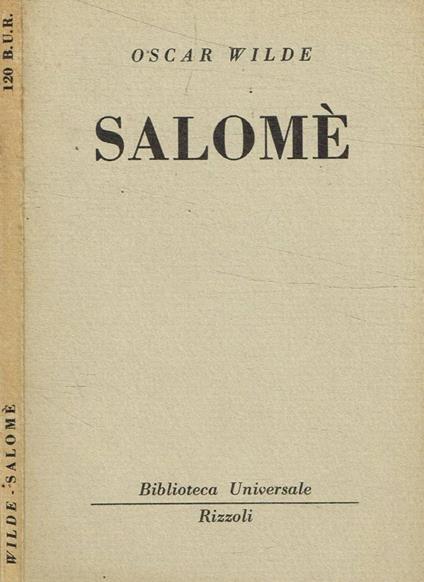 OSCAR WILDE
SALOMÈ
Biblioteca Universale
Rizzoli
WILDE - SALOMÈ
120 B.U.R.